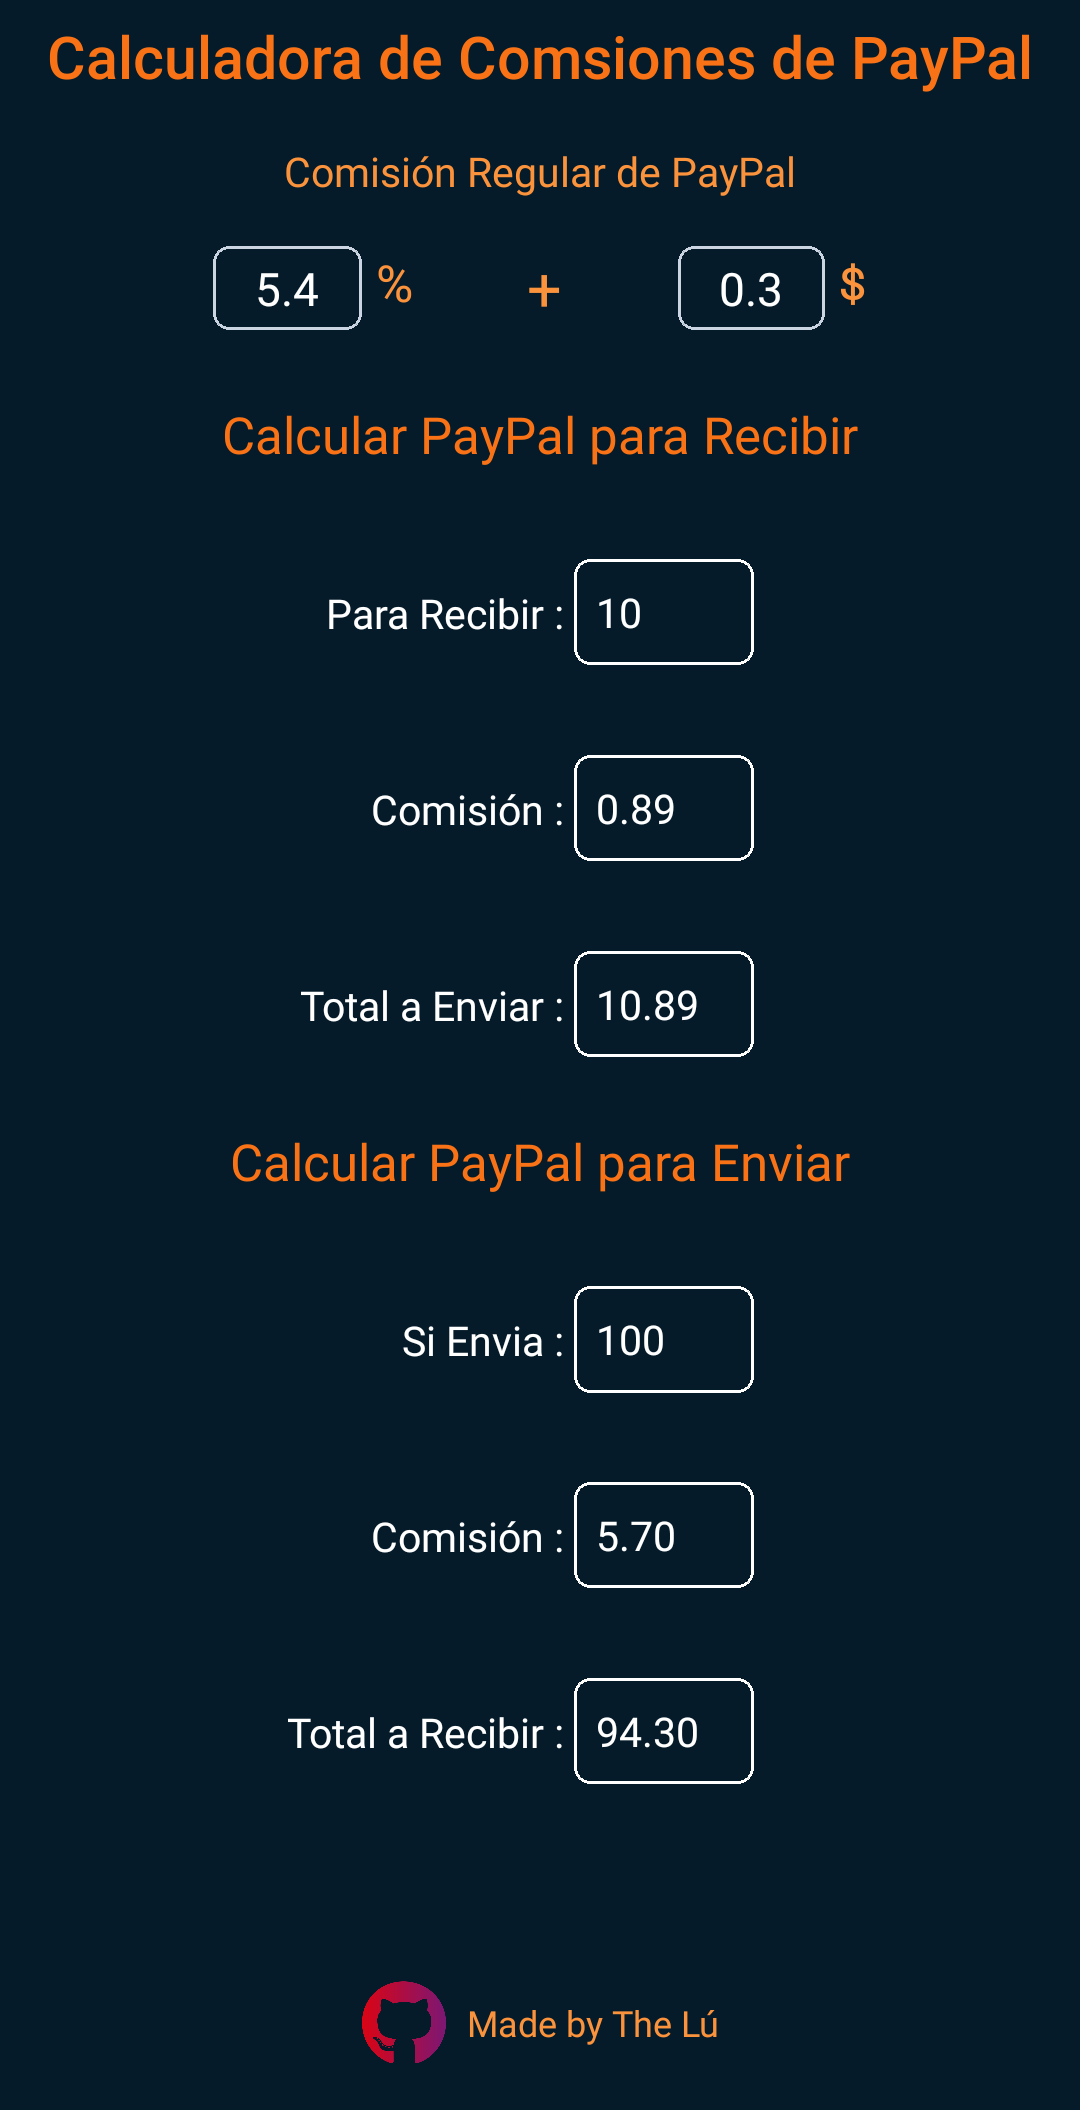 Calculadora de Comsiones de PayPal
Comisión Regular de PayPal
5.4 % + 0.3 $
Calcular PayPal para Recibir
Para Recibir : 10
Comisión : 0.89
Total a Enviar : 10.89
Calcular PayPal para Enviar
Si Envia : 100
Comisión : 5.70
Total a Recibir : 94.30
Made by The Lú